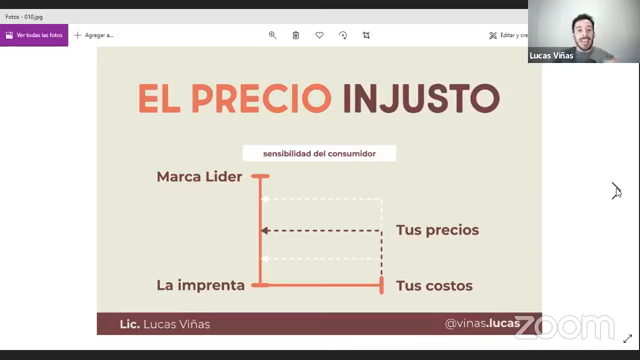 Fotos - 010.jpg
Ver todas las fotos
Agregar a...
Editar y cre
Lucas Viñas
EL PRECIO INJUSTO
sensibilidad del consumidor
Marca Lider
Tus precios
La imprenta
Tus costos
Lic. Lucas Viñas
@vinas.lucas
zoom